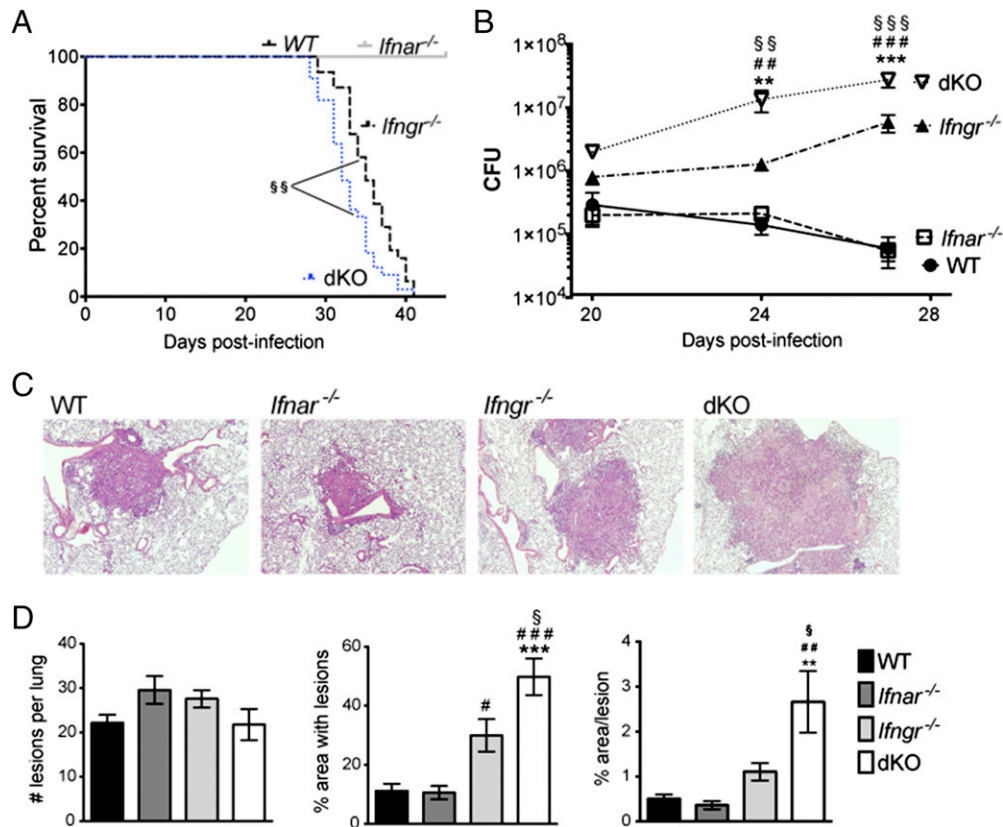 A
WT
Ifnar-/-
100
80
60
40
20
0
Percent survival
Ifngr-/-
§§
dKO
0 10 20 30 40
Days post-infection
B
1×10^8
1×10^7
1×10^6
1×10^5
1×10^4
CFU
§§
##
**
§§§
###
***
dKO
Ifngr-/-
Ifnar-/-
WT
20 24 28
Days post-infection
C
WT
Ifnar-/-
Ifngr-/-
dKO
D
# lesions per lung
40
30
20
10
0
% area with lesions
60
40
20
0
#
§
###
***
% area/lesion
4
3
2
1
0
§
##
**
WT
Ifnar-/-
Ifngr-/-
dKO